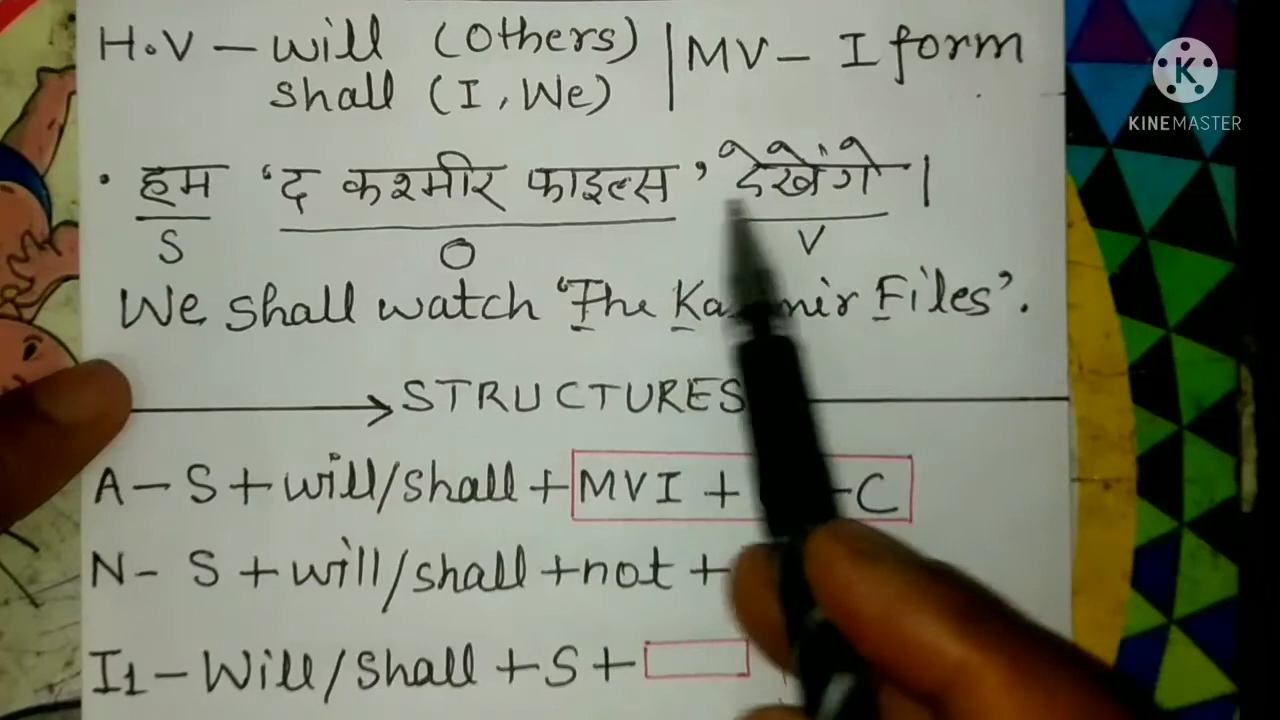 H.V – will (Others) | MV – I form
shall (I, We)
KINEMASTER
• हम 'द कश्मीर फाइल्स' देखेंगे।
S O V
We shall watch 'The Files'.
STRUCTURES
A – S + will/shall + MVI + C
N – S + will/shall + not +
I1 – Will/Shall + S +